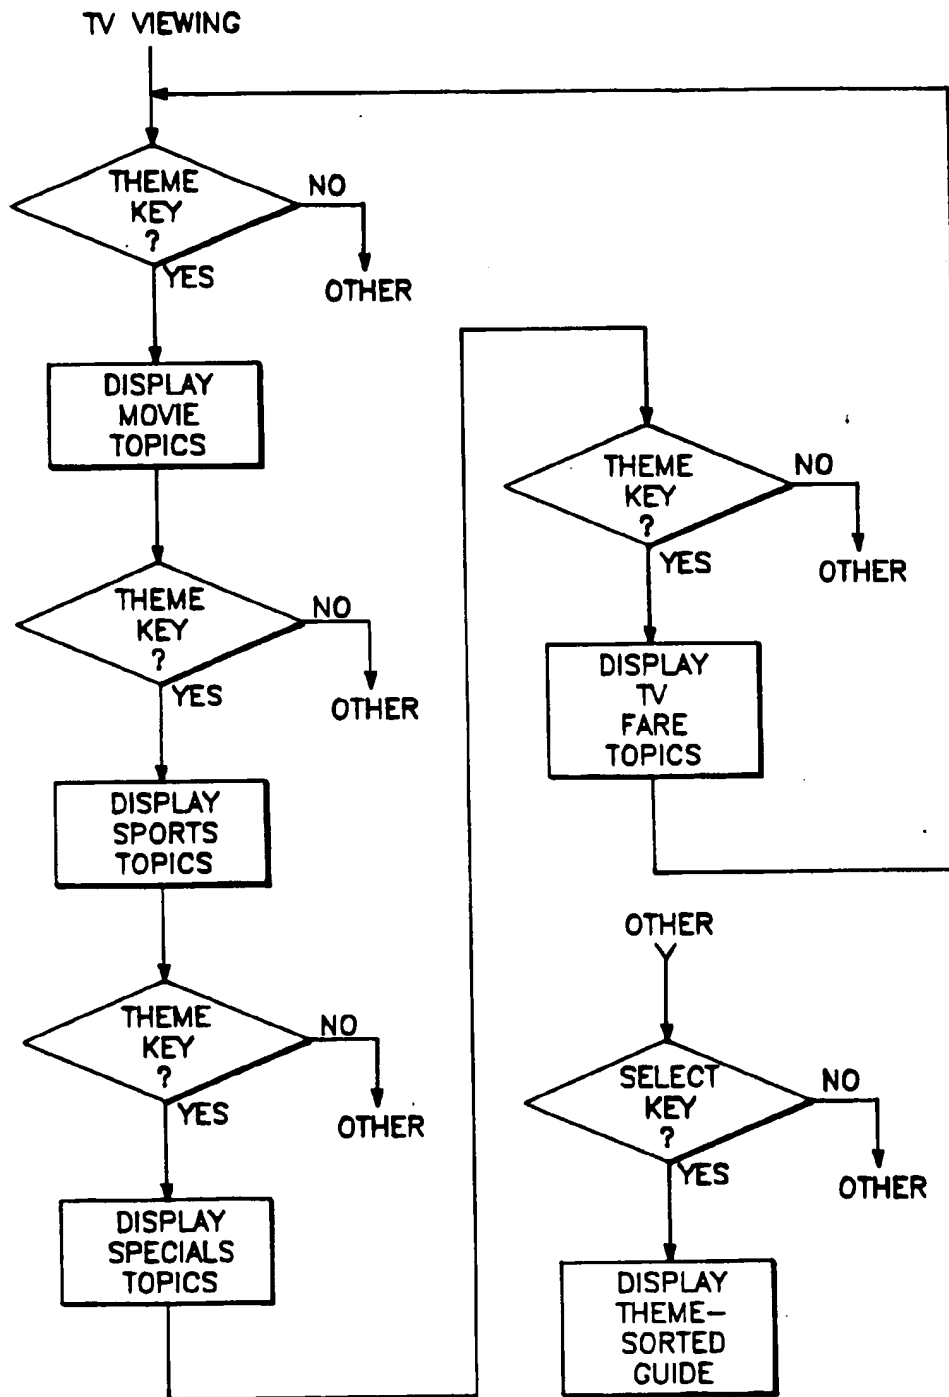 TV VIEWING
THEME
KEY
?
NO
YES
OTHER
DISPLAY
MOVIE
TOPICS
THEME
KEY
?
NO
YES
OTHER
DISPLAY
SPORTS
TOPICS
THEME
KEY
?
NO
YES
OTHER
DISPLAY
SPECIALS
TOPICS
THEME
KEY
?
NO
YES
OTHER
DISPLAY
TV
FARE
TOPICS
OTHER
SELECT
KEY
?
NO
YES
OTHER
DISPLAY
THEME–
SORTED
GUIDE